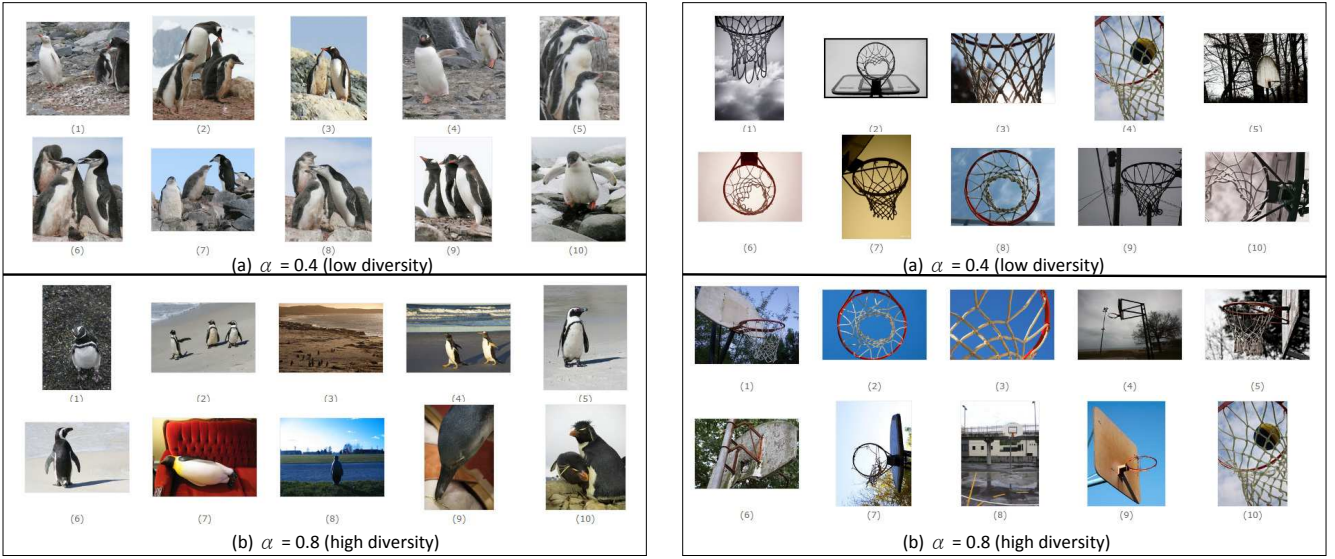 (1) (2) (3) (4) (5)
(6) (7) (8) (9) (10)
(a) α = 0.4 (low diversity)
(1) (2) (3) (4) (5)
(6) (7) (8) (9) (10)
(b) α = 0.8 (high diversity)
(1) (2) (3) (4) (5)
(6) (7) (8) (9) (10)
(a) α = 0.4 (low diversity)
(1) (2) (3) (4) (5)
(6) (7) (8) (9) (10)
(b) α = 0.8 (high diversity)